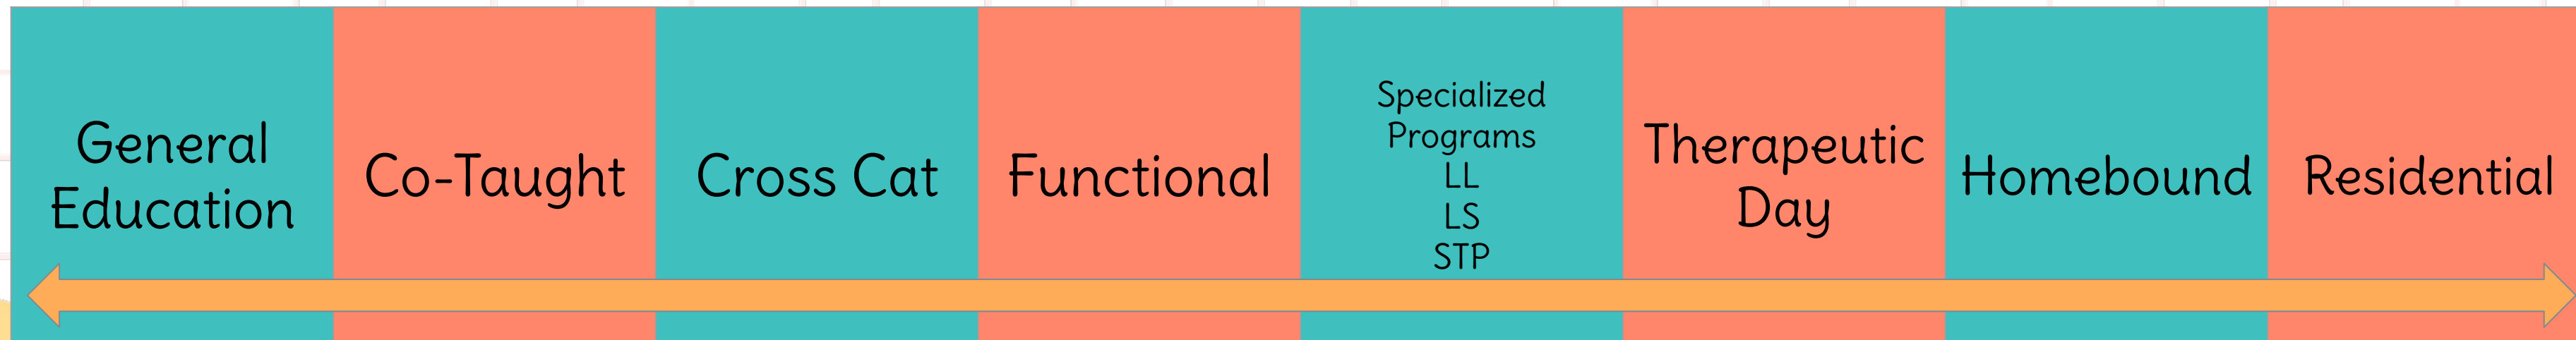 General
Education
Co-Taught
Cross Cat
Functional
Specialized
Programs
LL
LS
STP
Therapeutic
Day
Homebound
Residential